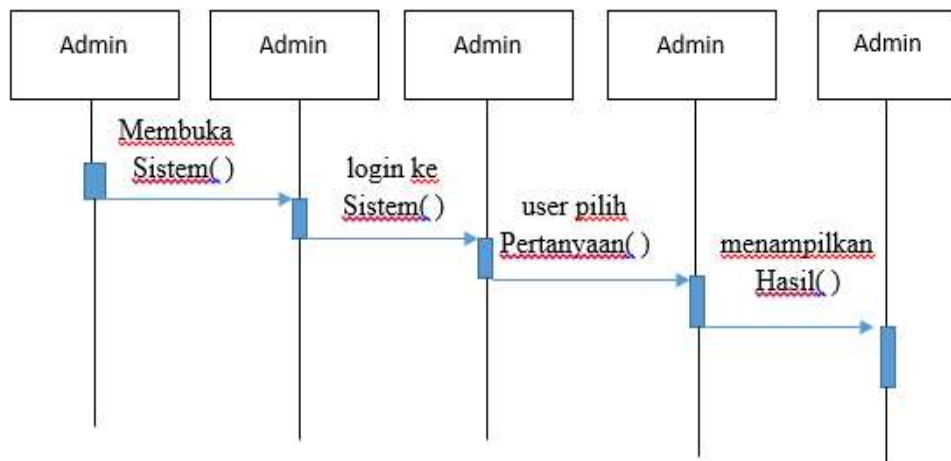 Admin
Admin
Admin
Admin
Admin
Membuka
Sistem( )
login ke
Sistem( )
user pilih
Pertanyaan( )
menampilkan
Hasil( )